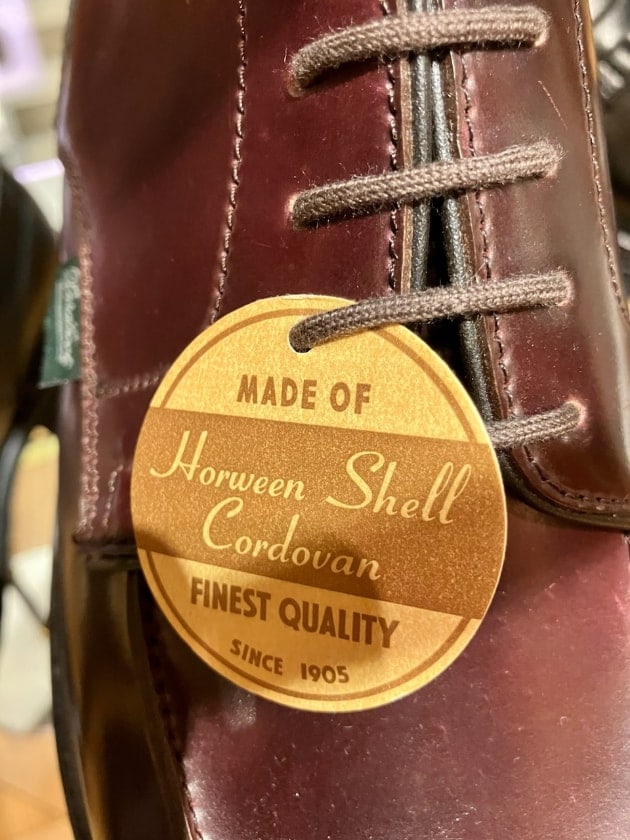 MADE OF
Horween Shell
Cordovan
FINEST QUALITY
SINCE 1905